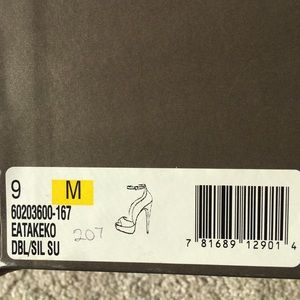 9 M
60203600-167
EATAKEKO
207
DBL/SIL SU
7 81689 12901 4